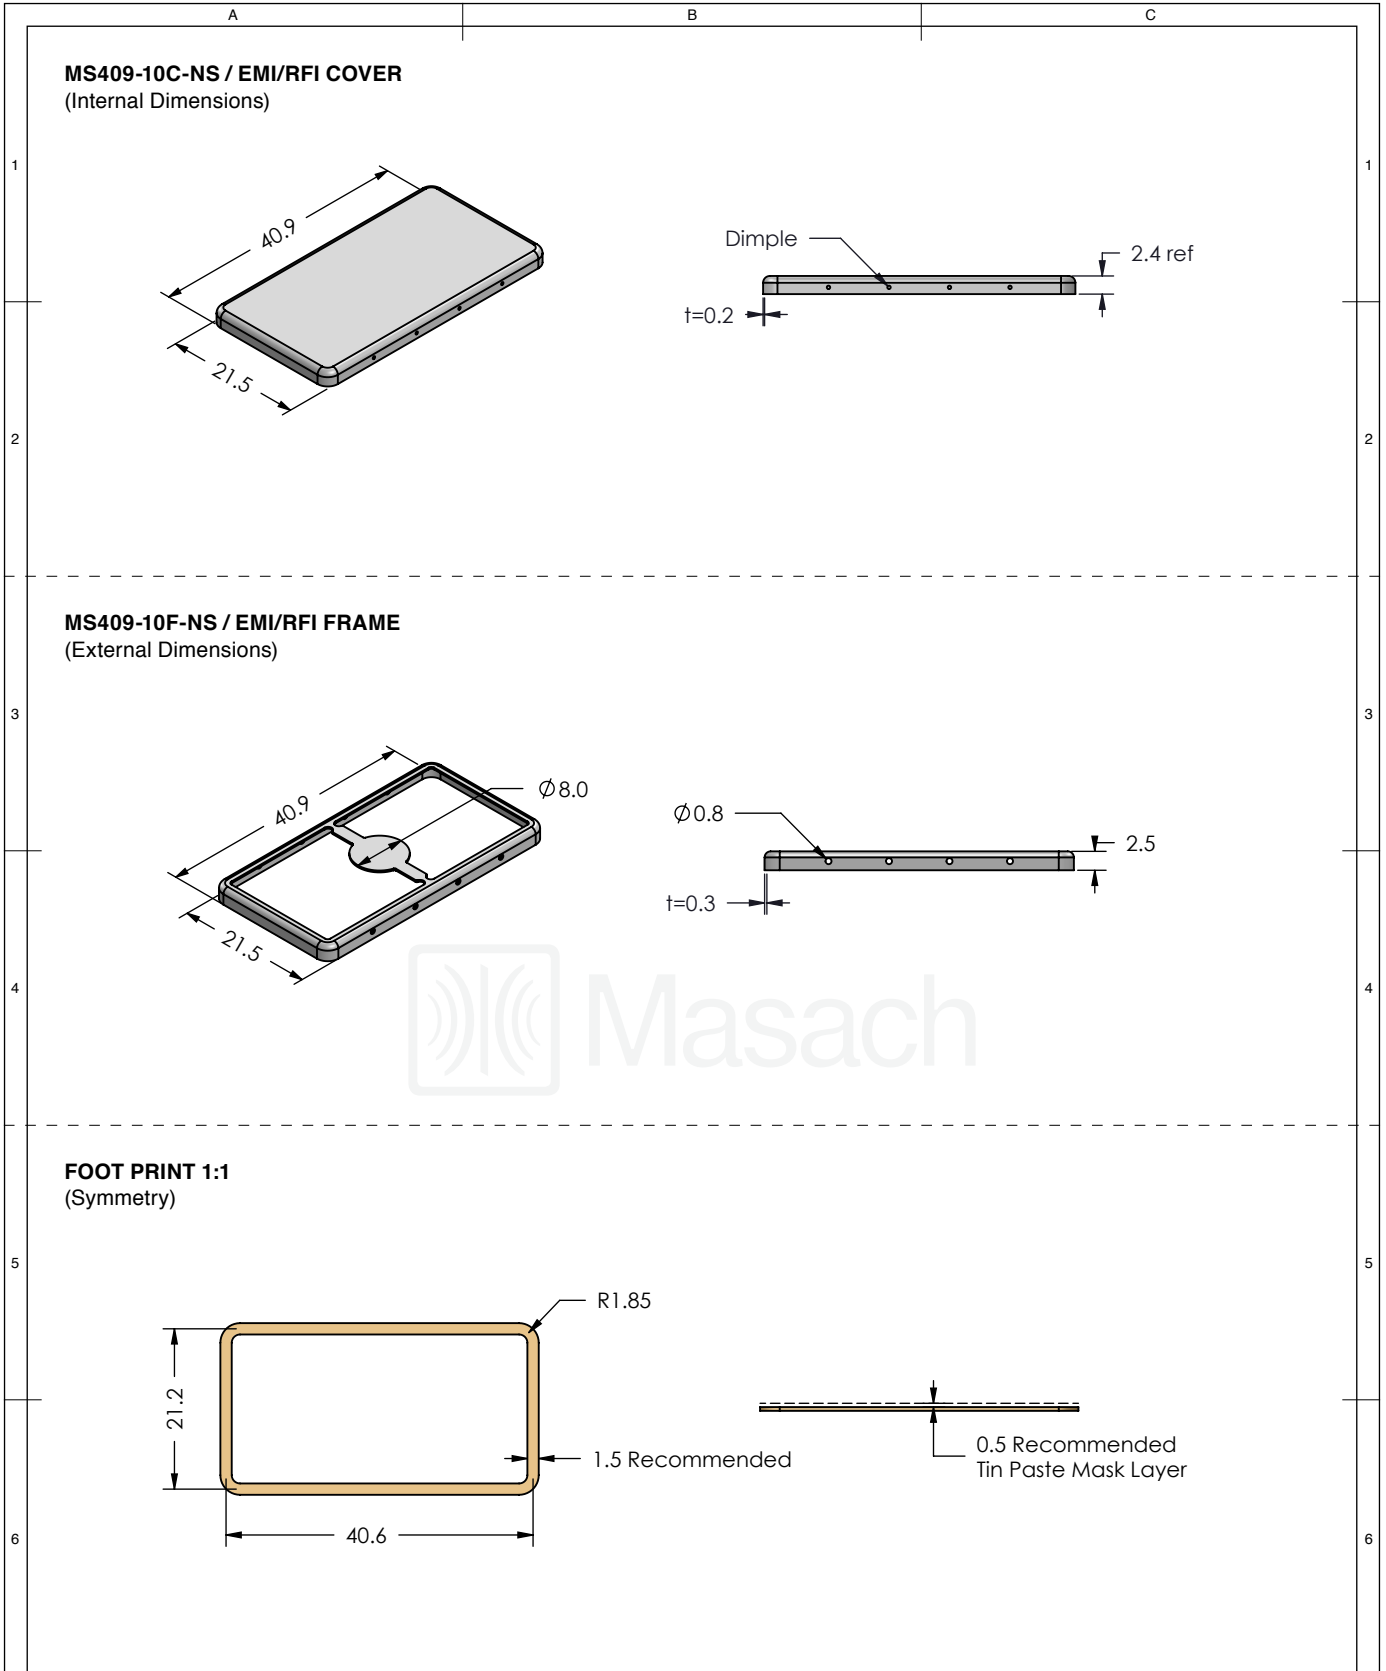 A B C
MS409-10C-NS / EMI/RFI COVER
(Internal Dimensions)
1 1
40.9
21.5
Dimple
2.4 ref
t=0.2
2 2
MS409-10F-NS / EMI/RFI FRAME
(External Dimensions)
3 3
40.9
∅8.0
21.5
∅0.8
2.5
t=0.3
Masach
4 4
FOOT PRINT 1:1
(Symmetry)
5 5
R1.85
21.2
1.5 Recommended
40.6
0.5 Recommended
Tin Paste Mask Layer
6 6